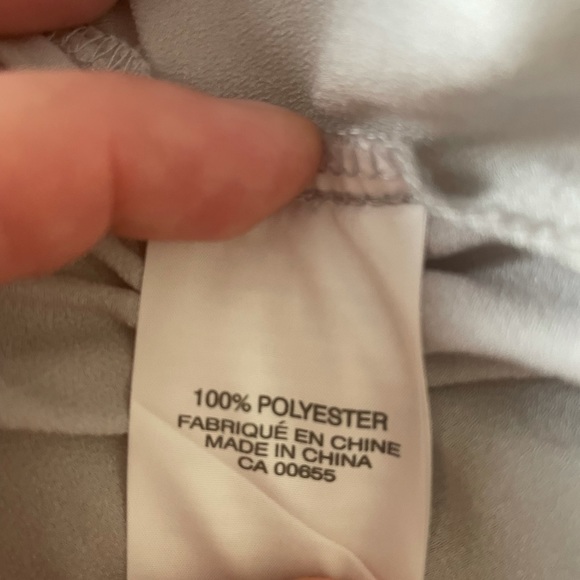 100% POLYESTER
FABRIQUÉ EN CHINE
MADE IN CHINA
CA 00655